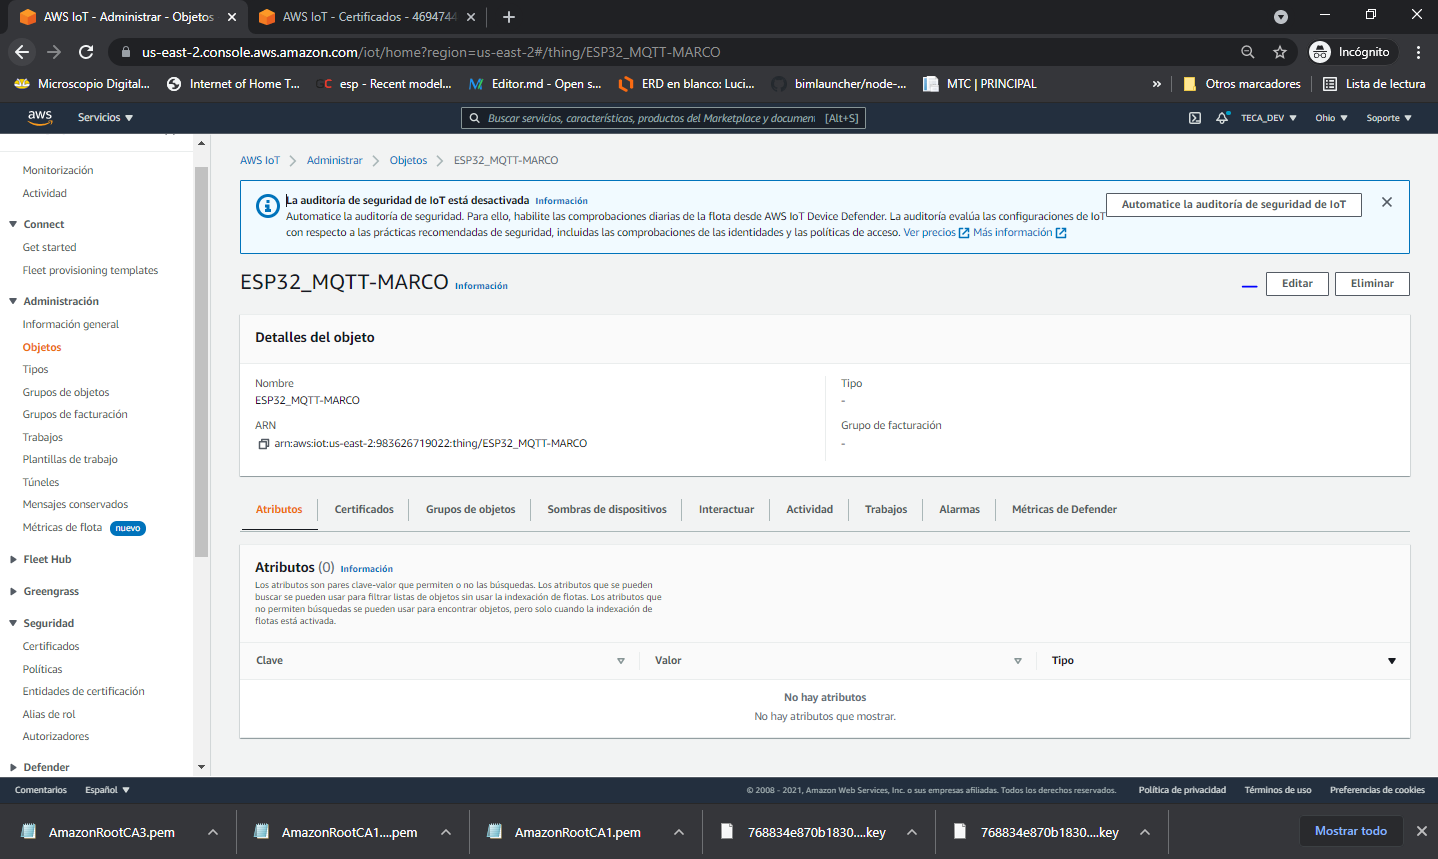 AWS IoT - Administrar - Objetos
AWS IoT - Certificados - 4694744
us-east-2.console.aws.amazon.com/iot/home?region=us-east-2#/thing/ESP32_MQTT-MARCO
Incógnito
Microscopio Digital...
Internet of Home T...
GC esp - Recent model...
Editor.md - Open s...
ERD en blanco: Luci...
bimlauncher/node-...
MTC | PRINCIPAL
»
Otros marcadores
Lista de lectura
aws
Servicios
Buscar servicios, características, productos del Marketplace y document [Alt+S]
TECA_DEV
Ohio
Soporte
Monitorización
Actividad
Connect
Get started
Fleet provisioning templates
Administración
Información general
Objetos
Tipos
Grupos de objetos
Grupos de facturación
Trabajos
Plantillas de trabajo
Túneles
Mensajes conservados
Métricas de flota nuevo
Fleet Hub
Greengrass
Seguridad
Certificados
Políticas
Entidades de certificación
Alias de rol
Autorizadores
Defender
AWS IoT > Administrar > Objetos > ESP32_MQTT-MARCO
La auditoría de seguridad de IoT está desactivada Información
Automatice la auditoría de seguridad. Para ello, habilite las comprobaciones diarias de la flota desde AWS IoT Device Defender. La auditoría evalúa las configuraciones de IoT
con respecto a las prácticas recomendadas de seguridad, incluidas las comprobaciones de las identidades y las políticas de acceso. Ver precios Más información
Automatice la auditoría de seguridad de IoT
ESP32_MQTT-MARCO Información
Editar
Eliminar
Detalles del objeto
Nombre
ESP32_MQTT-MARCO
ARN
arn:aws:iot:us-east-2:983626719022:thing/ESP32_MQTT-MARCO
Tipo
-
Grupo de facturación
-
Atributos
Certificados
Grupos de objetos
Sombras de dispositivos
Interactuar
Actividad
Trabajos
Alarmas
Métricas de Defender
Atributos (0) Información
Los atributos son pares clave-valor que permiten o no las búsquedas. Los atributos que se pueden
buscar se pueden usar para filtrar listas de objetos sin usar la indexación de flotas. Los atributos que
no permiten búsquedas se pueden usar para encontrar objetos, pero solo cuando la indexación de
flotas está activada.
Clave
Valor
Tipo
No hay atributos
No hay atributos que mostrar.
Comentarios
Español
© 2008 - 2021, Amazon Web Services, Inc. o sus empresas afiliadas. Todos los derechos reservados.
Política de privacidad
Términos de uso
Preferencias de cookies
AmazonRootCA3.pem
AmazonRootCA1....pem
AmazonRootCA1.pem
768834e870b1830....key
768834e870b1830....key
Mostrar todo